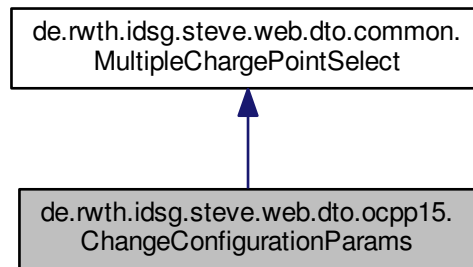 de.rwth.idsg.steve.web.dto.common.
MultipleChargePointSelect
de.rwth.idsg.steve.web.dto.ocpp15.
ChangeConfigurationParams